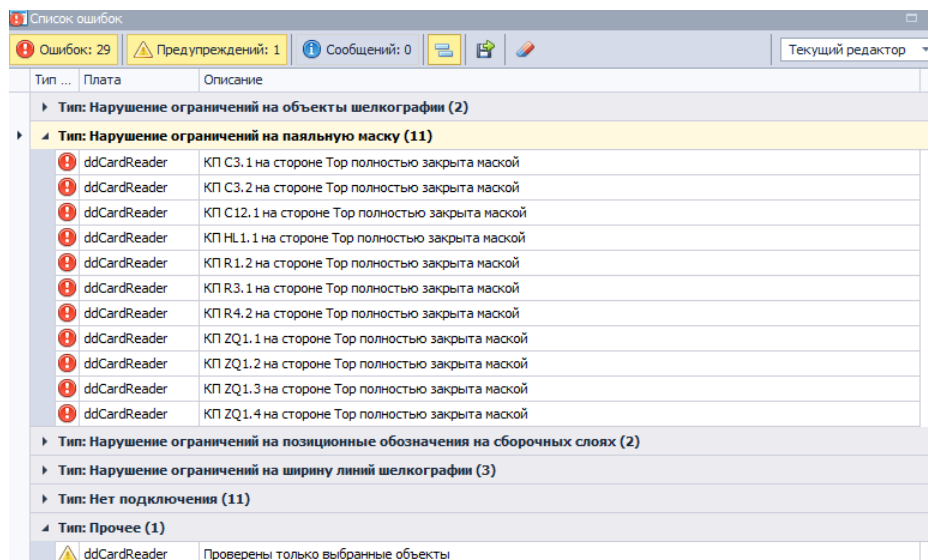 Список ошибок
Ошибок: 29 Предупреждений: 1 Сообщений: 0 Текущий редактор
Тип ... Плата Описание
Тип: Нарушение ограничений на объекты шелкографии (2)
Тип: Нарушение ограничений на паяльную маску (11)
ddCardReader КП C3.1 на стороне Top полностью закрыта маской
ddCardReader КП C3.2 на стороне Top полностью закрыта маской
ddCardReader КП C12.1 на стороне Top полностью закрыта маской
ddCardReader КП HL1.1 на стороне Top полностью закрыта маской
ddCardReader КП R1.2 на стороне Top полностью закрыта маской
ddCardReader КП R3.1 на стороне Top полностью закрыта маской
ddCardReader КП R4.2 на стороне Top полностью закрыта маской
ddCardReader КП ZQ1.1 на стороне Top полностью закрыта маской
ddCardReader КП ZQ1.2 на стороне Top полностью закрыта маской
ddCardReader КП ZQ1.3 на стороне Top полностью закрыта маской
ddCardReader КП ZQ1.4 на стороне Top полностью закрыта маской
Тип: Нарушение ограничений на позиционные обозначения на сборочных слоях (2)
Тип: Нарушение ограничений на ширину линий шелкографии (3)
Тип: Нет подключения (11)
Тип: Прочее (1)
ddCardReader Проверены только выбранные объекты